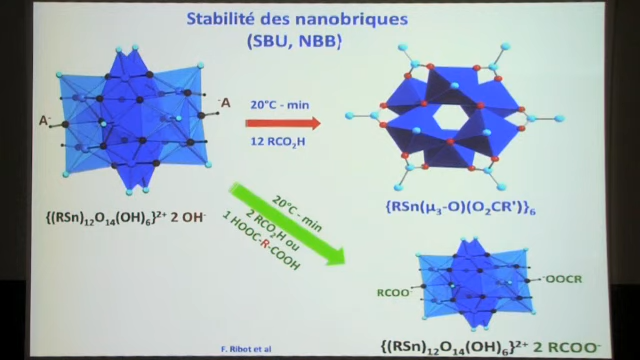 Stabilité des nanobriques
(SBU, NBB)
A⁻
⁻A
20°C - min
12 RCO₂H
{(RSn)₁₂O₁₄(OH)₆}²⁺ 2 OH⁻
{RSn(μ₃-O)(O₂CR')}₆
20°C - min
2 RCO₂H ou
1 HOOC-R-COOH
RCOO⁻
⁻OOCR
{(RSn)₁₂O₁₄(OH)₆}²⁺ 2 RCOO⁻
F. Ribot et al